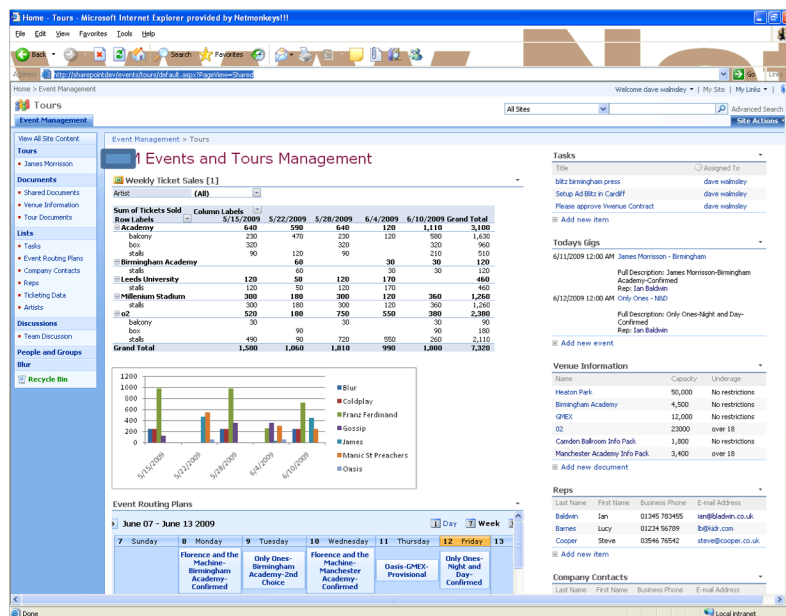 Home - Tours - Microsoft Internet Explorer provided by Netmonkeys!!!
File Edit View Favorites Tools Help
Back Search Favorites
Address http://sharepointdev/events/tours/default.aspx?PageView=Shared Go Links
Home > Event Management Welcome dave walmsley | My Site | My Links |
Tours All Sites Advanced Search
Event Management Site Actions
View All Site Content
Tours
James Morrisson
Documents
Shared Documents
Venue Information
Tour Documents
Lists
Tasks
Event Routing Plans
Company Contacts
Reps
Ticketing Data
Artists
Discussions
Team Discussion
People and Groups
Blur
Recycle Bin
Event Management > Tours
Events and Tours Management
Weekly Ticket Sales [1]
Artist (All)
Sum of Tickets Sold Column Labels
Row Labels 5/15/2009 5/22/2009 5/28/2009 6/4/2009 6/10/2009 Grand Total
Academy 640 590 640 120 1,110 3,100
balcony 230 470 230 120 580 1,630
box 320 320 320 960
stalls 90 120 90 210 510
Birmingham Academy 60 30 30 120
stalls 60 30 30 120
Leeds University 120 50 120 170 460
stalls 120 50 120 170 460
Millenium Stadium 300 180 300 120 360 1,260
stalls 300 180 300 120 360 1,260
o2 520 180 750 550 380 2,380
balcony 30 30 30 90
box 90 90 180
stalls 490 90 720 550 260 2,110
Grand Total 1,580 1,060 1,810 990 1,880 7,320
1200
1000
800
600
400
200
0
5/15/2009 5/22/2009 5/28/2009 6/4/2009 6/10/2009
Blur
Coldplay
Franz Ferdinand
Gossip
James
Manic St Preachers
Oasis
Event Routing Plans
June 07 - June 13 2009 1 Day 7 Week
7 Sunday 8 Monday 9 Tuesday 10 Wednesday 11 Thursday 12 Friday 13
Florence and the Machine-Birmingham Academy-Confirmed
Only Ones-Birmingham Academy-2nd Choice
Florence and the Machine-Manchester Academy-Confirmed
Oasis-GMEX-Provisional
Only Ones-Night and Day-Confirmed
Tasks
Title Assigned To
blitz birmingham press dave walmsley
Setup Ad Blitz in Cardiff dave walmsley
Please approve Vwenue Contract dave walmsley
Add new item
Todays Gigs
6/11/2009 12:00 AM James Morrisson - Birmingham
Full Description: James Morrisson-Birmingham
Academy-Confirmed
Rep: Ian Baldwin
6/12/2009 12:00 AM Only Ones - N&D
Full Description: Only Ones-Night and Day-
Confirmed
Rep: Ian Baldwin
Add new event
Venue Information
Name Capacity Underage
Heaton Park 50,000 No restrictions
Birmingham Academy 4,500 No restrictions
GMEX 12,000 No restrictions
02 23000 over 18
Camden Ballroom Info Pack 1,800 No restrictions
Manchester Academy Info Pack 3,400 over 18
Add new document
Reps
Last Name First Name Business Phone E-mail Address
Baldwin Ian 01345 783455 ian@bladwin.co.uk
Barnes Lucy 01234 56789 lb@kidr.com
Cooper Steve 03546 76542 steve@cooper.co.uk
Add new item
Company Contacts
Last Name First Name Business Phone E-mail Address
Done Local intranet